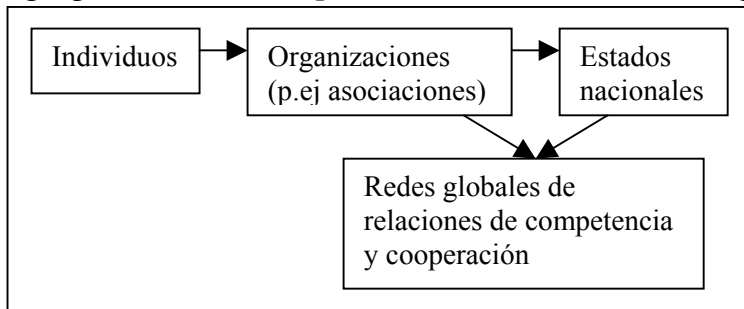 Individuos
Organizaciones
(p.ej asociaciones)
Estados
nacionales
Redes globales de
relaciones de competencia
y cooperación